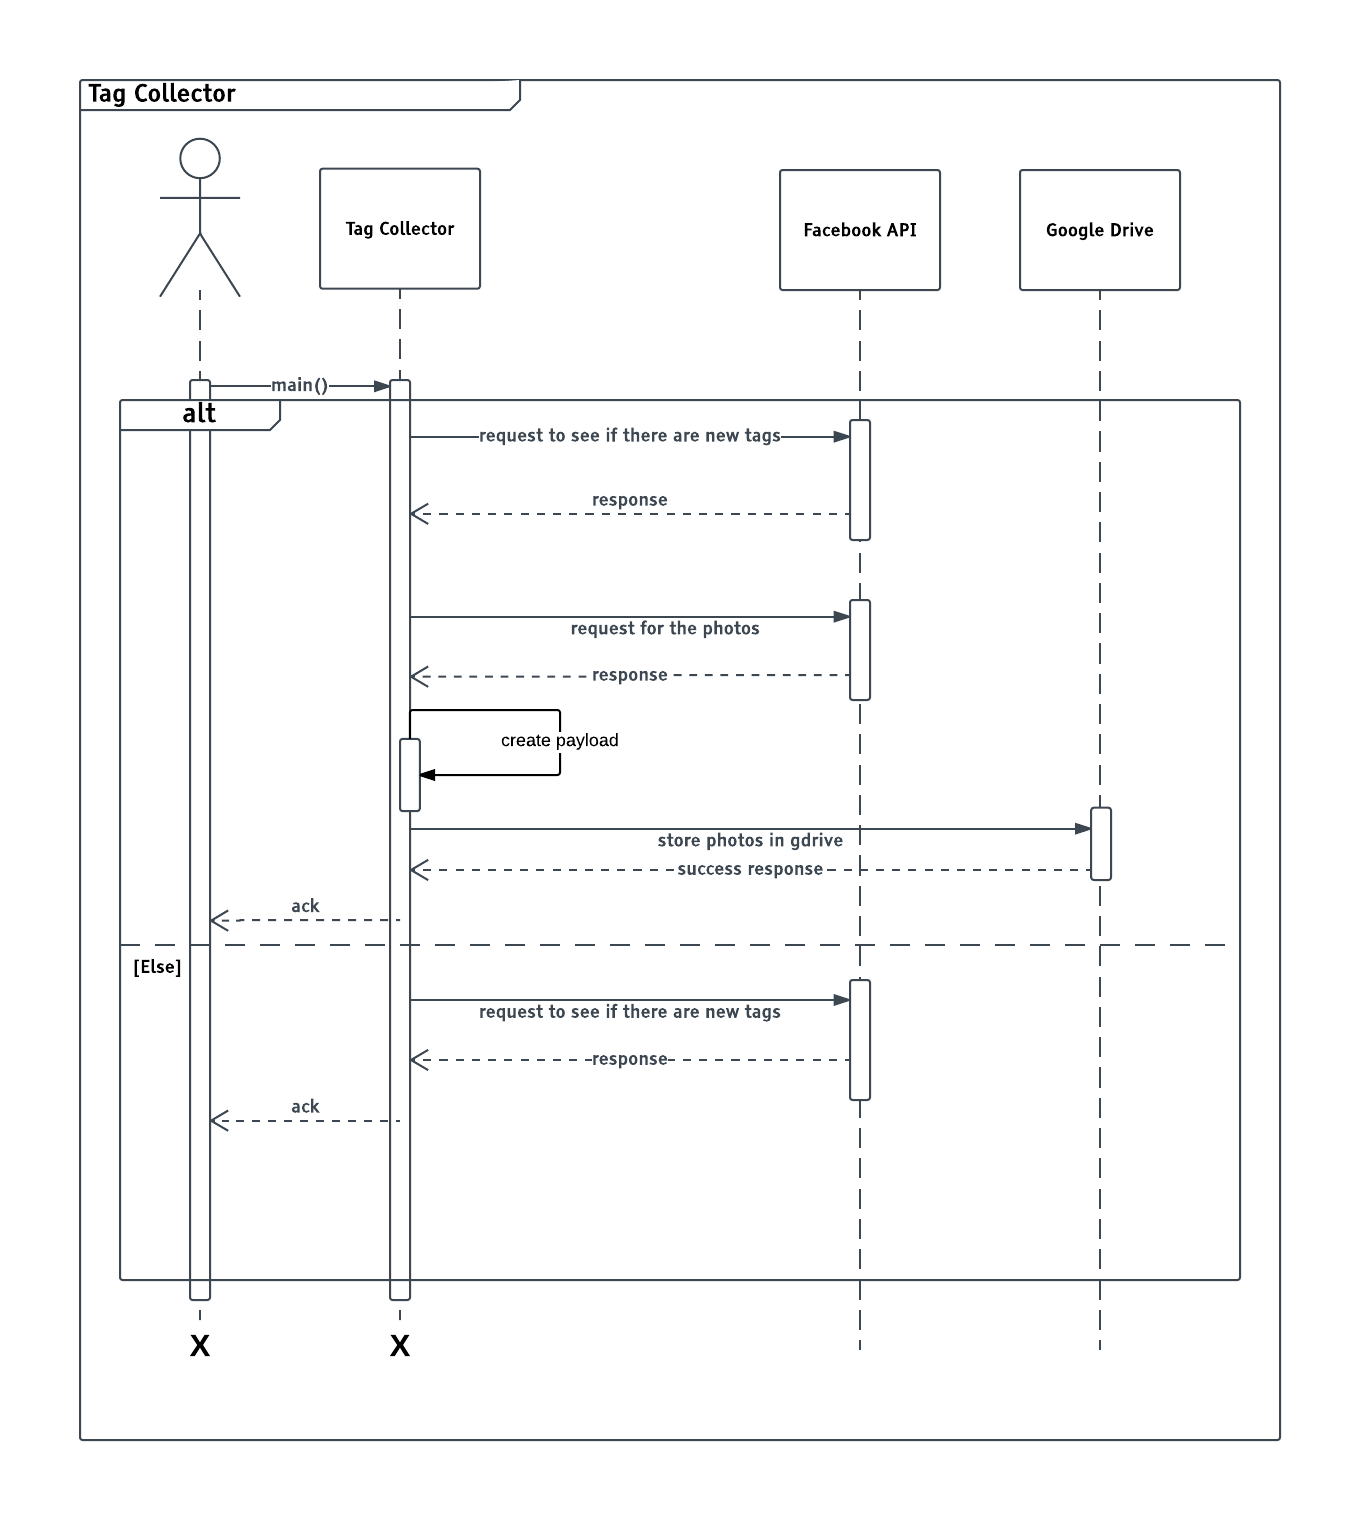 Tag Collector
Tag Collector
Facebook API
Google Drive
main()
alt
request to see if there are new tags
response
request for the photos
response
create payload
store photos in gdrive
success response
ack
[Else]
request to see if there are new tags
response
ack
X
X